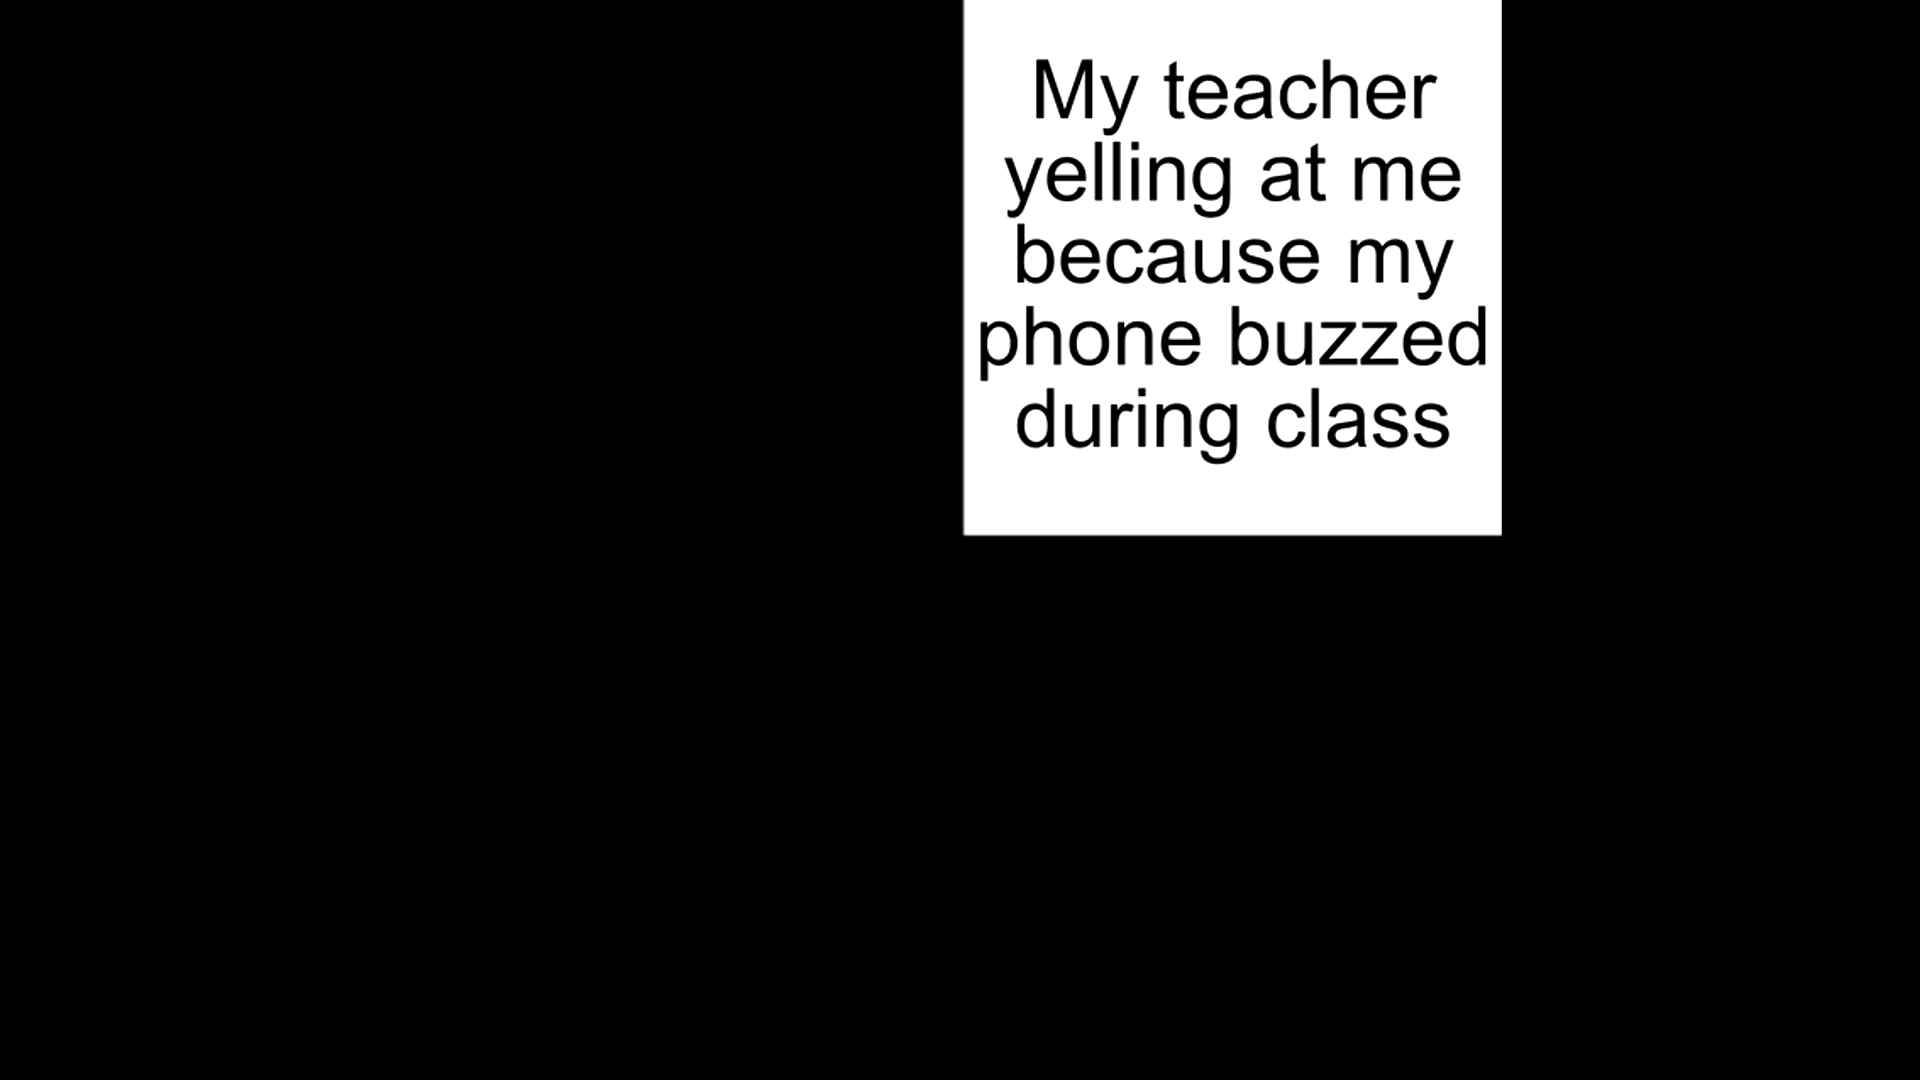 My teacher
yelling at me
because my
phone buzzed
during class